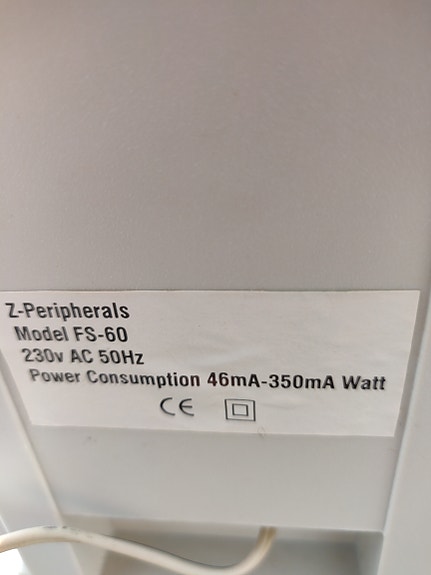 Z-Peripherals
Model FS-60
230v AC 50Hz
Power Consumption 46mA-350mA Watt
CE